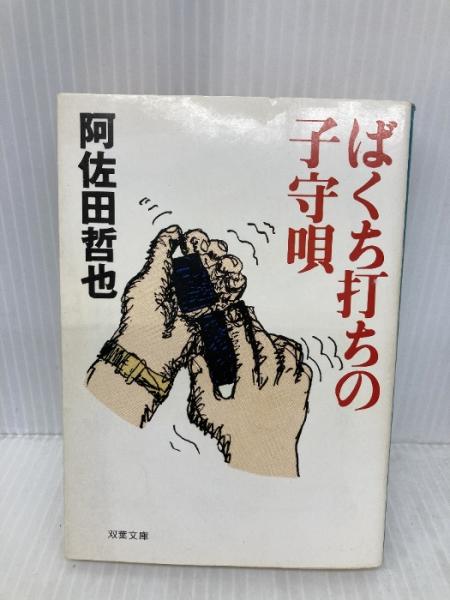 ばくち打ちの
子守唄
阿佐田哲也
双葉文庫